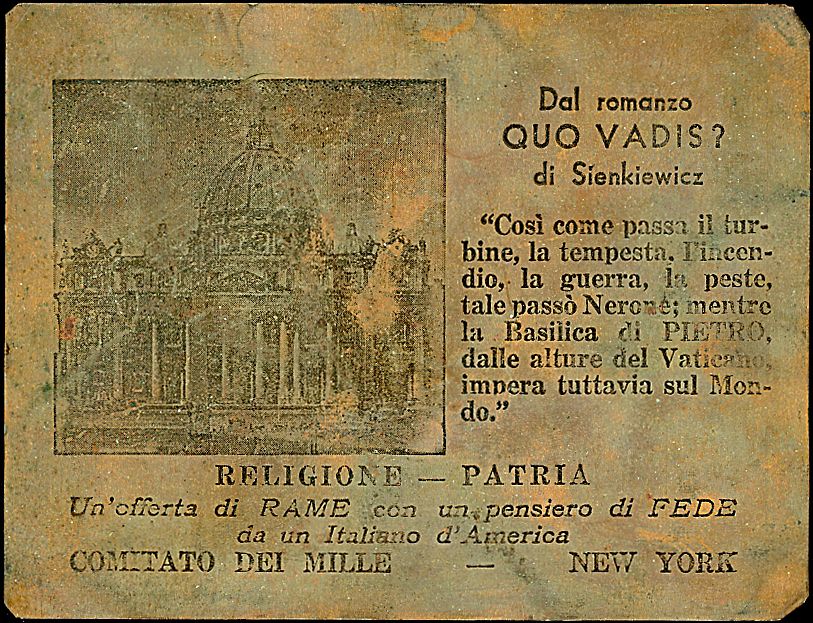 Dal romanzo
QUO VADIS?
di Sienkiewicz
“Così come passa il tur-
bine, la tempesta, l'incen-
dio, la guerra, la peste,
tale passò Nerone; mentre
la Basilica di PIETRO,
dalle alture del Vaticano,
impera tuttavia sul Mon-
do.”
RELIGIONE — PATRIA
Un'offerta di RAME con un pensiero di FEDE
da un Italiano d'America
COMITATO DEI MILLE — NEW YORK